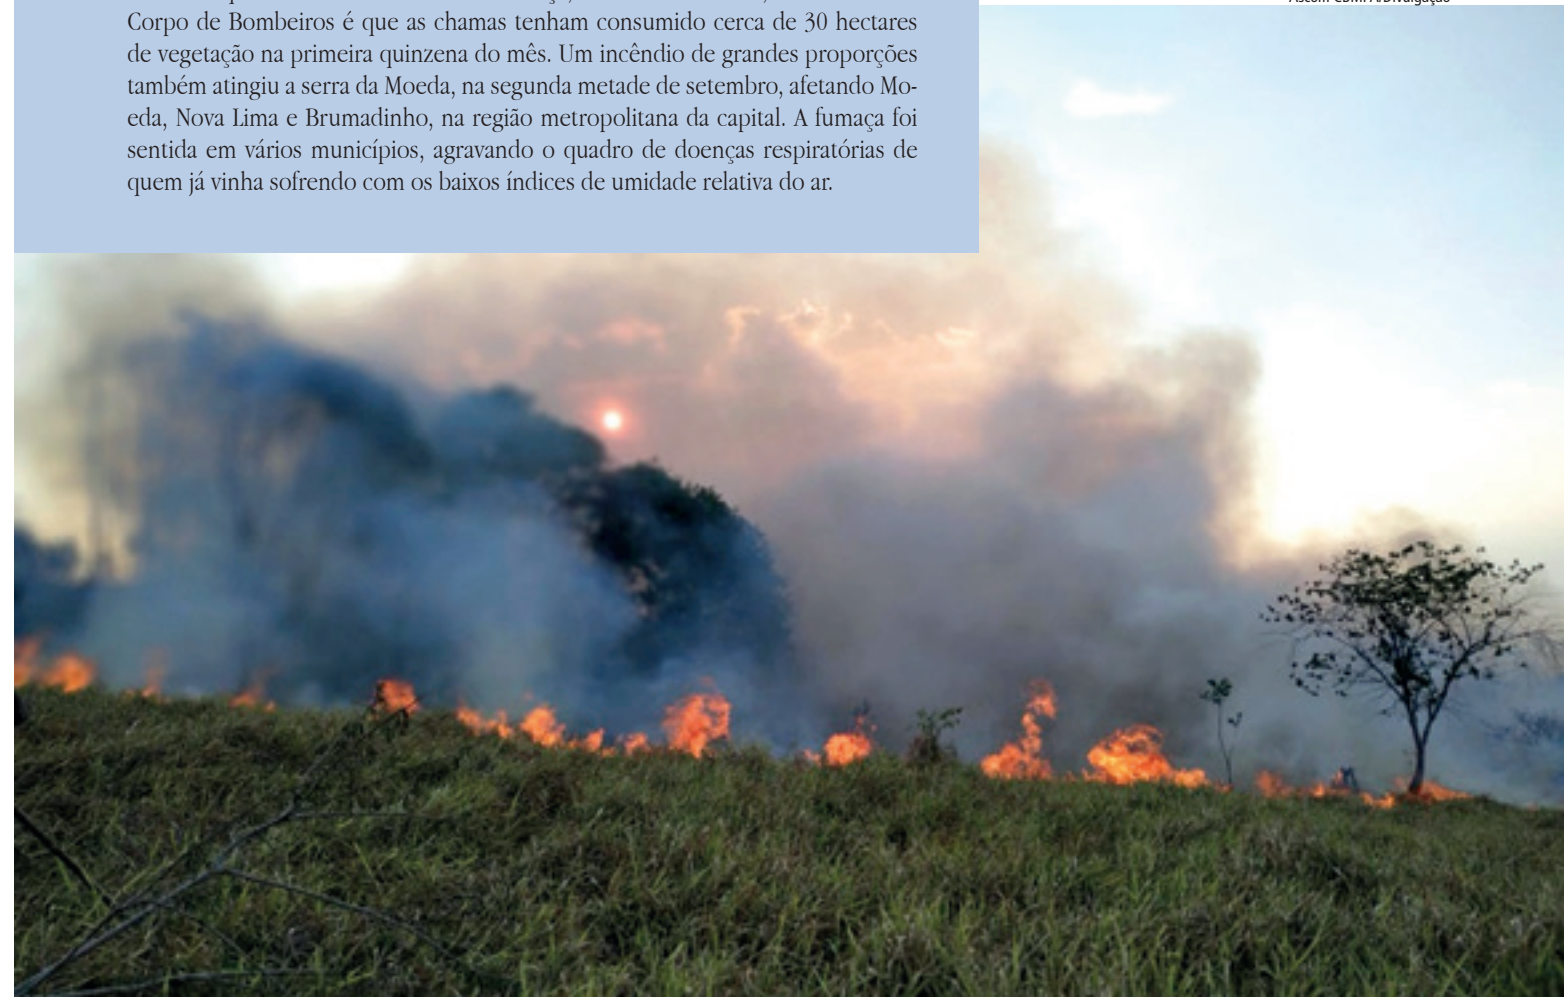 Corpo de Bombeiros é que as chamas tenham consumido cerca de 30 hectares
de vegetação na primeira quinzena do mês. Um incêndio de grandes proporções
também atingiu a serra da Moeda, na segunda metade de setembro, afetando Mo-
eda, Nova Lima e Brumadinho, na região metropolitana da capital. A fumaça foi
sentida em vários municípios, agravando o quadro de doenças respiratórias de
quem já vinha sofrendo com os baixos índices de umidade relativa do ar.